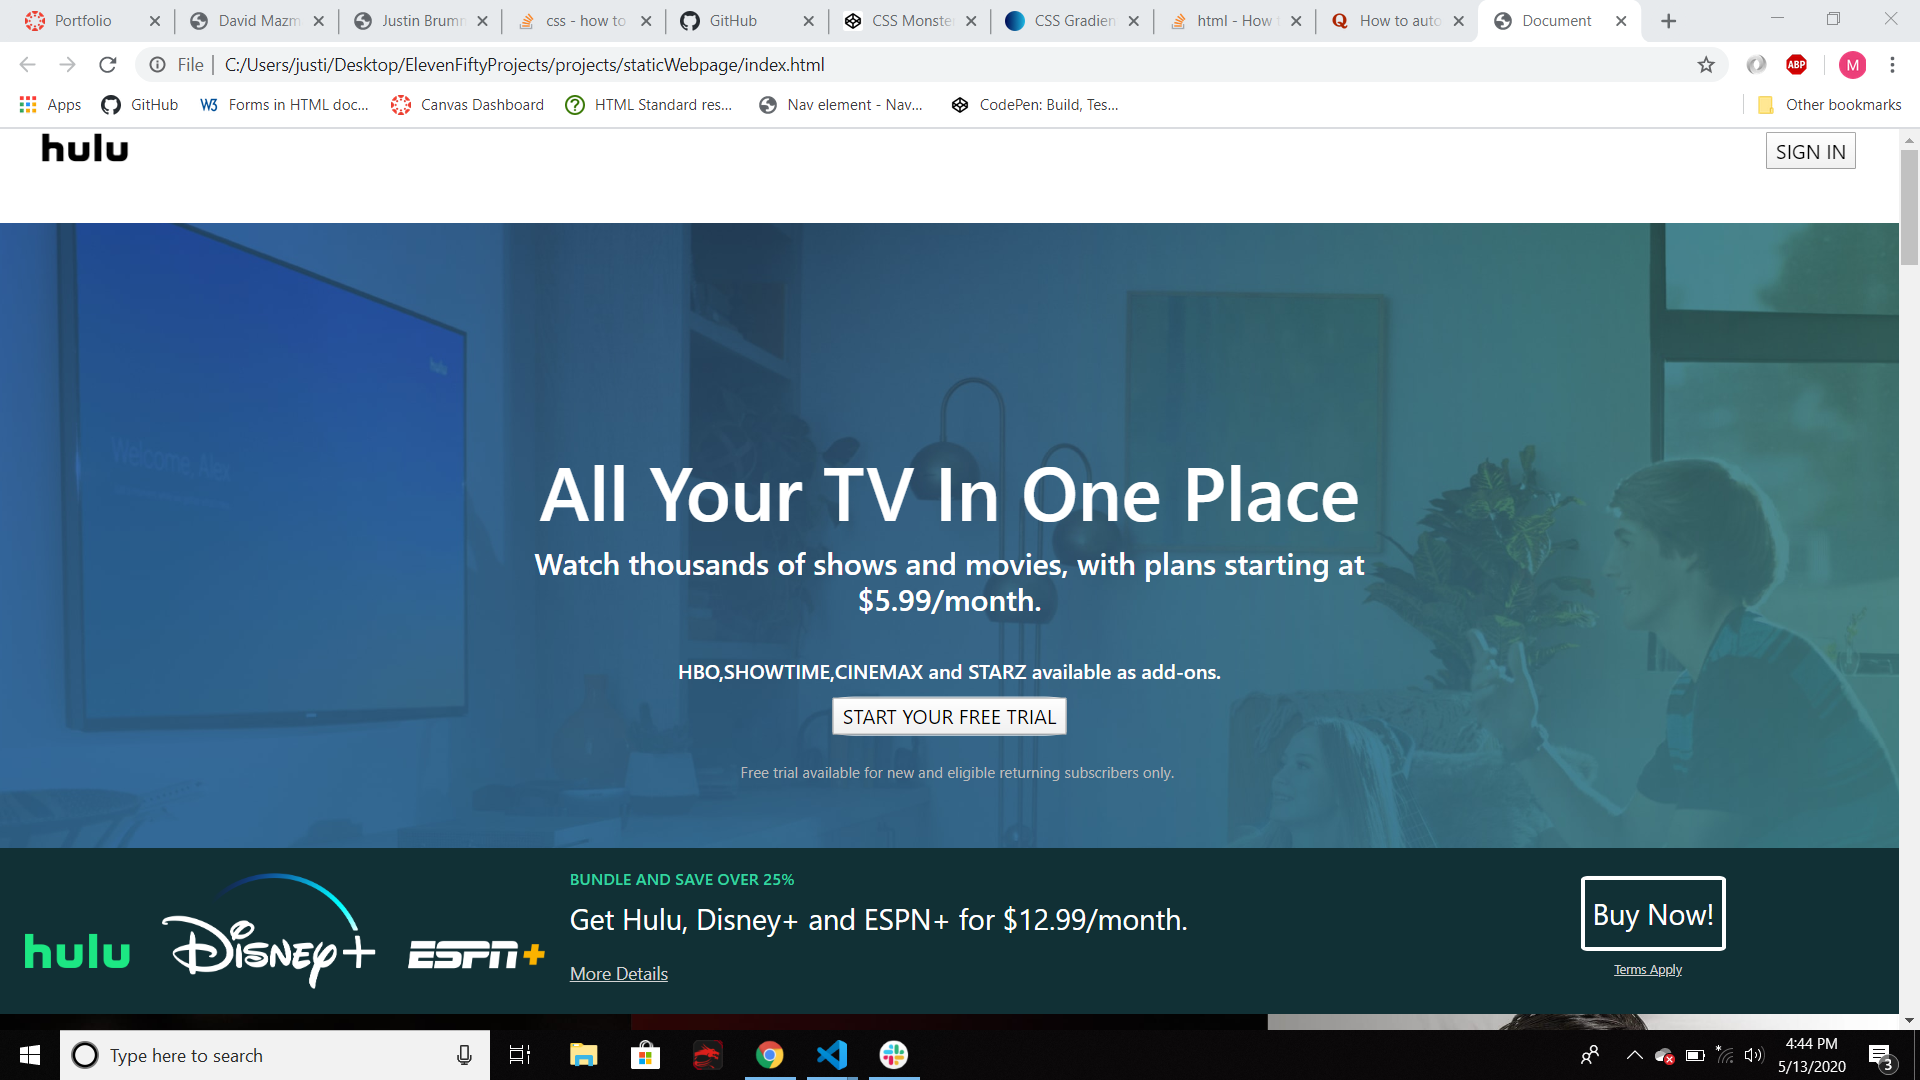 Portfolio
David Mazm
Justin Brumm
css - how to
GitHub
CSS Monste
CSS Gradien
html - How
How to auto
Document
File
C:/Users/justi/Desktop/ElevenFiftyProjects/projects/staticWebpage/index.html
ABP
M
Apps
GitHub
W3
Forms in HTML doc...
Canvas Dashboard
HTML Standard res...
Nav element - Nav...
CodePen: Build, Tes...
Other bookmarks
hulu
SIGN IN
hulu
Welcome, Alex
All Your TV In One Place
Watch thousands of shows and movies, with plans starting at
$5.99/month.
HBO,SHOWTIME,CINEMAX and STARZ available as add-ons.
START YOUR FREE TRIAL
Free trial available for new and eligible returning subscribers only.
hulu
Disney+
ESPN+
BUNDLE AND SAVE OVER 25%
Get Hulu, Disney+ and ESPN+ for $12.99/month.
More Details
Buy Now!
Terms Apply
Type here to search
4:44 PM
5/13/2020
3